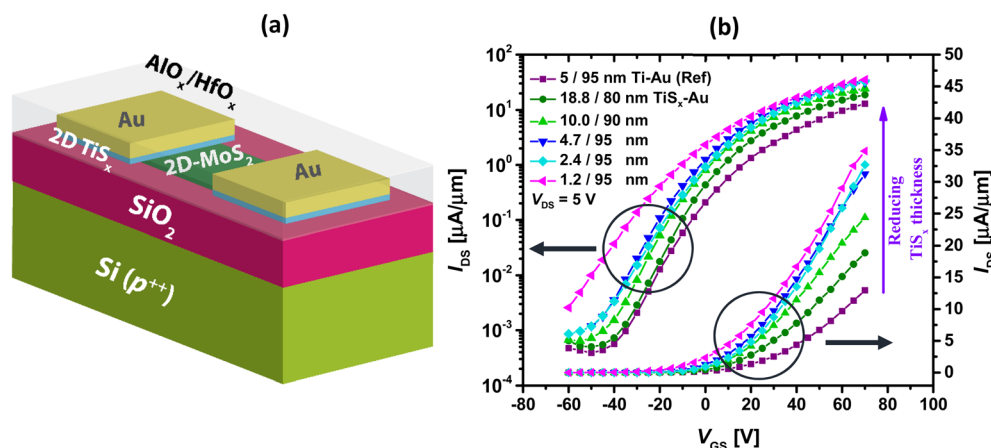 (a)
AlOₓ/HfOₓ
Au
2D TiSₓ
2D-MoS₂
Au
SiO₂
Si (p⁺⁺)
(b)
5 / 95 nm Ti-Au (Ref)
18.8 / 80 nm TiSₓ-Au
10.0 / 90 nm
4.7 / 95 nm
2.4 / 95 nm
1.2 / 95 nm
V_DS = 5 V
I_DS [µA/µm]
10²
10¹
10⁰
10⁻¹
10⁻²
10⁻³
10⁻⁴
50
45
40
35
30
25
20
15
10
5
0
Reducing
TiSₓ thickness
I_DS [µA/µm]
-80 -60 -40 -20 0 20 40 60 80 100
V_GS [V]